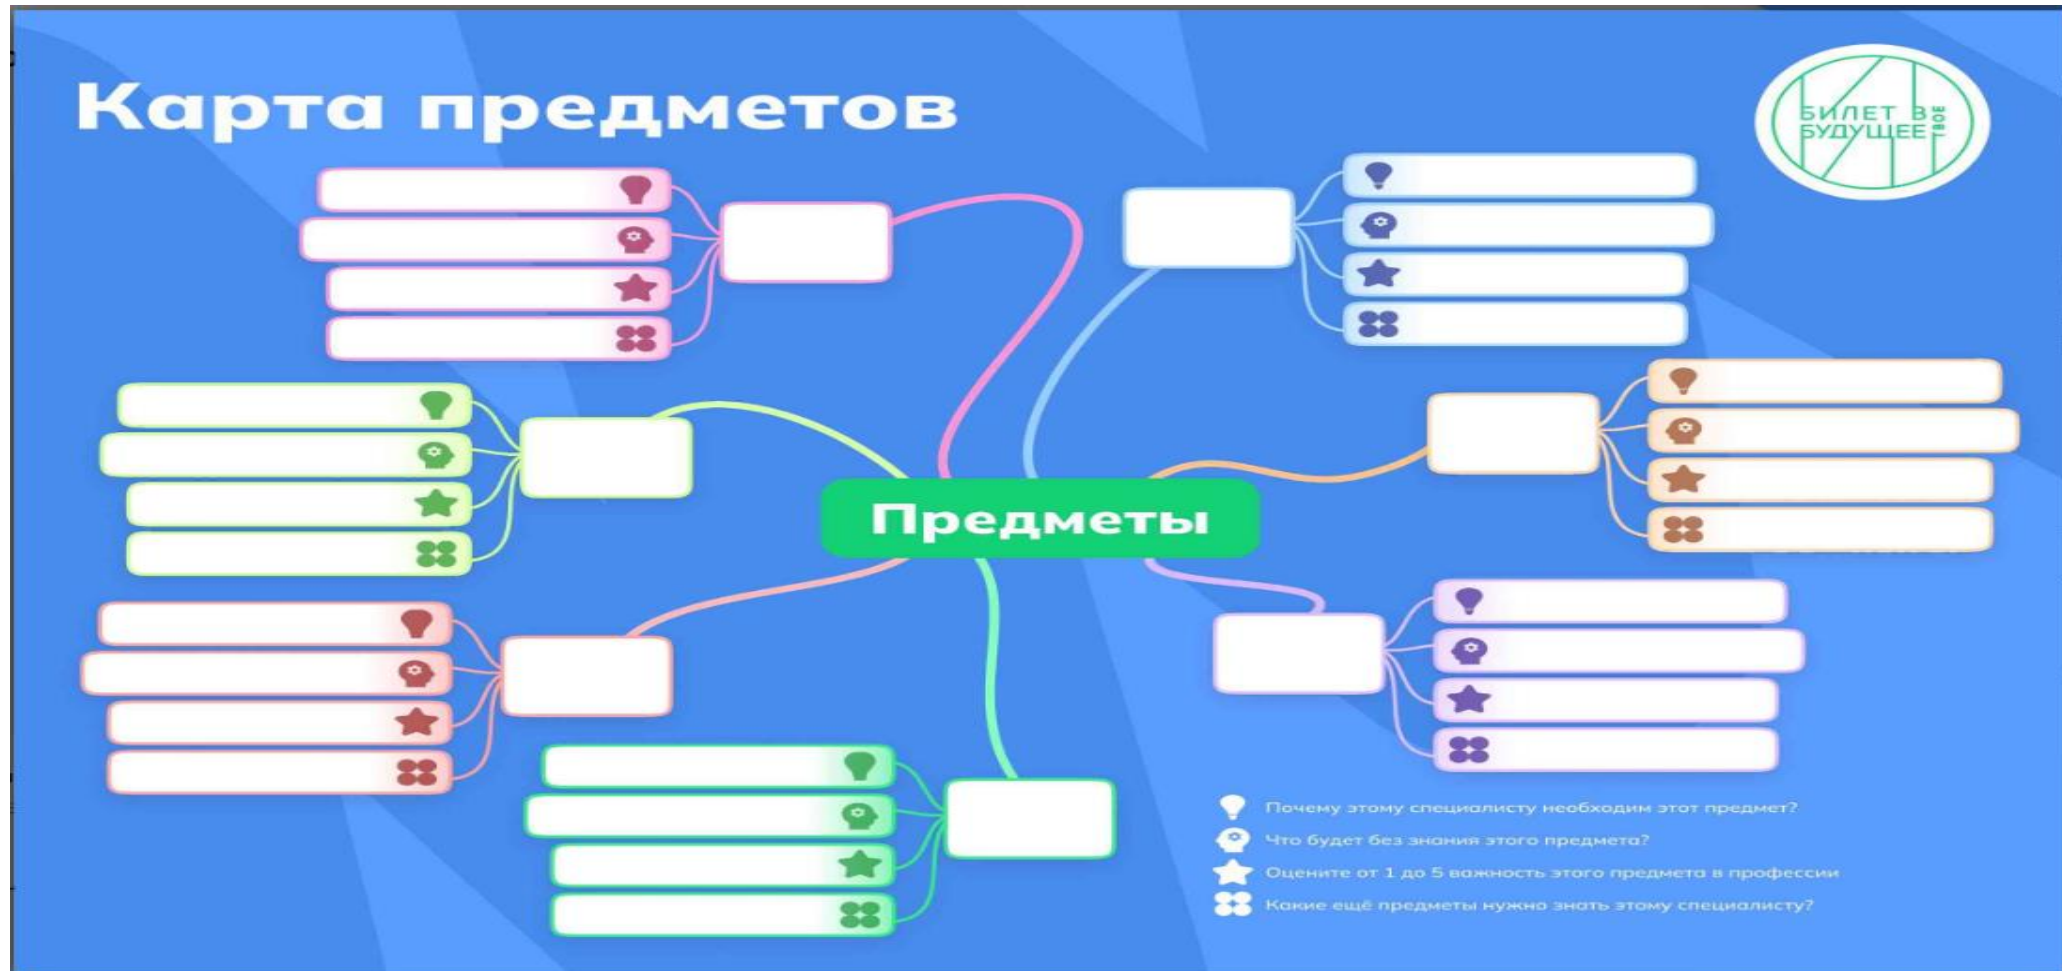 Карта предметов
БИЛЕТ В
БУДУЩЕЕ
ТВОЕ
Предметы
Почему этому специалисту необходим этот предмет?
Что будет без знания этого предмета?
Оцените от 1 до 5 важность этого предмета в профессии
Какие ещё предметы нужно знать этому специалисту?